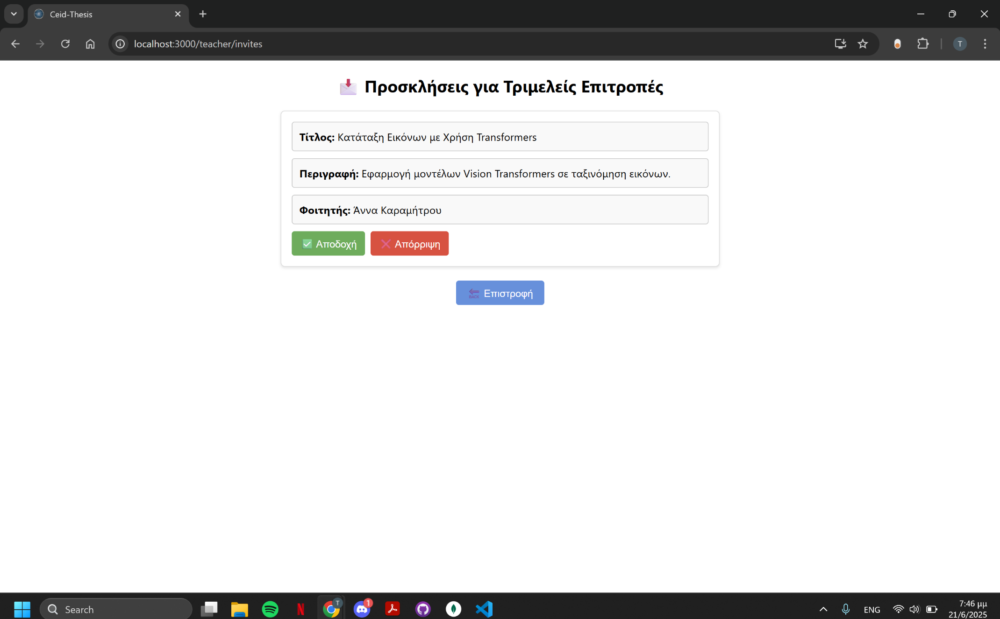 Ceid-Thesis
localhost:3000/teacher/invites
T
Προσκλήσεις για Τριμελείς Επιτροπές
Τίτλος: Κατάταξη Εικόνων με Χρήση Transformers
Περιγραφή: Εφαρμογή μοντέλων Vision Transformers σε ταξινόμηση εικόνων.
Φοιτητής: Άννα Καραμήτρου
Αποδοχή
Απόρριψη
BACK Επιστροφή
Search
T
1
ENG
7:46 μμ
21/6/2025